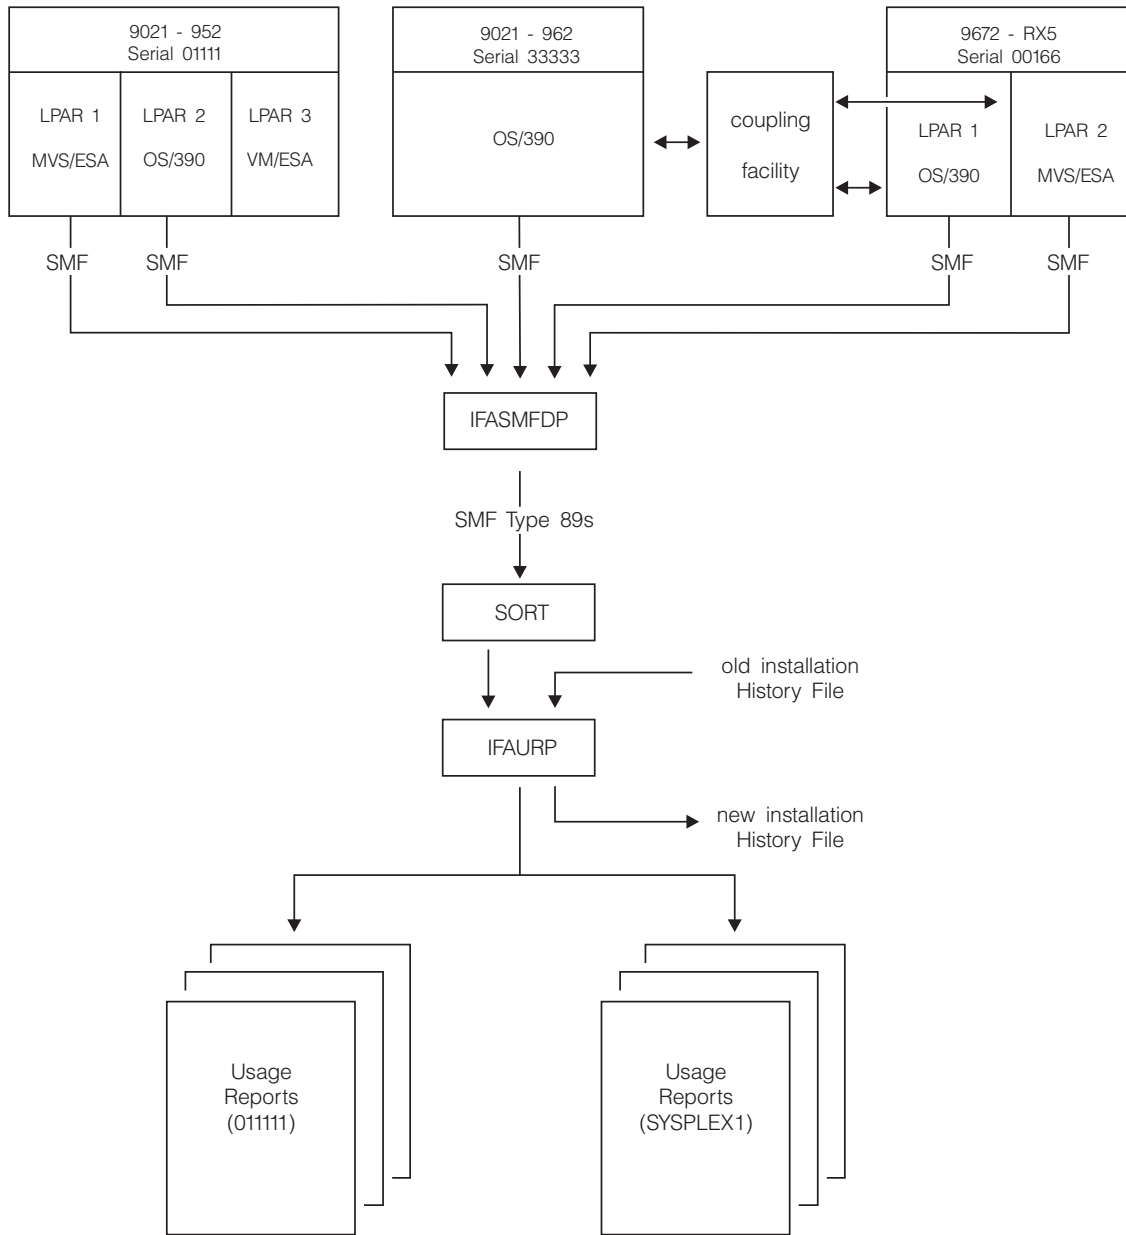 9021 - 952
Serial 01111
9021 - 962
Serial 33333
9672 - RX5
Serial 00166
LPAR 1
MVS/ESA
LPAR 2
OS/390
LPAR 3
VM/ESA
OS/390
coupling
facility
LPAR 1
OS/390
LPAR 2
MVS/ESA
SMF
SMF
SMF
SMF
SMF
IFASMFDP
SMF Type 89s
SORT
old installation
History File
IFAURP
new installation
History File
Usage
Reports
(011111)
Usage
Reports
(SYSPLEX1)